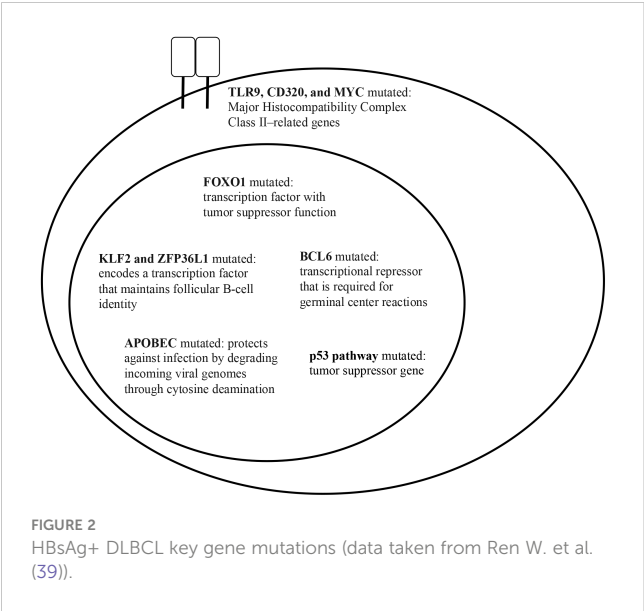 TLR9, CD320, and MYC mutated:
Major Histocompatibility Complex
Class II–related genes
FOXO1 mutated:
transcription factor with
tumor suppressor function
KLF2 and ZFP36L1 mutated:
encodes a transcription factor
that maintains follicular B-cell
identity
BCL6 mutated:
transcriptional repressor
that is required for
germinal center reactions
APOBEC mutated: protects
against infection by degrading
incoming viral genomes
through cytosine deamination
p53 pathway mutated:
tumor suppressor gene
FIGURE 2
HBsAg+ DLBCL key gene mutations (data taken from Ren W. et al.
(39)).